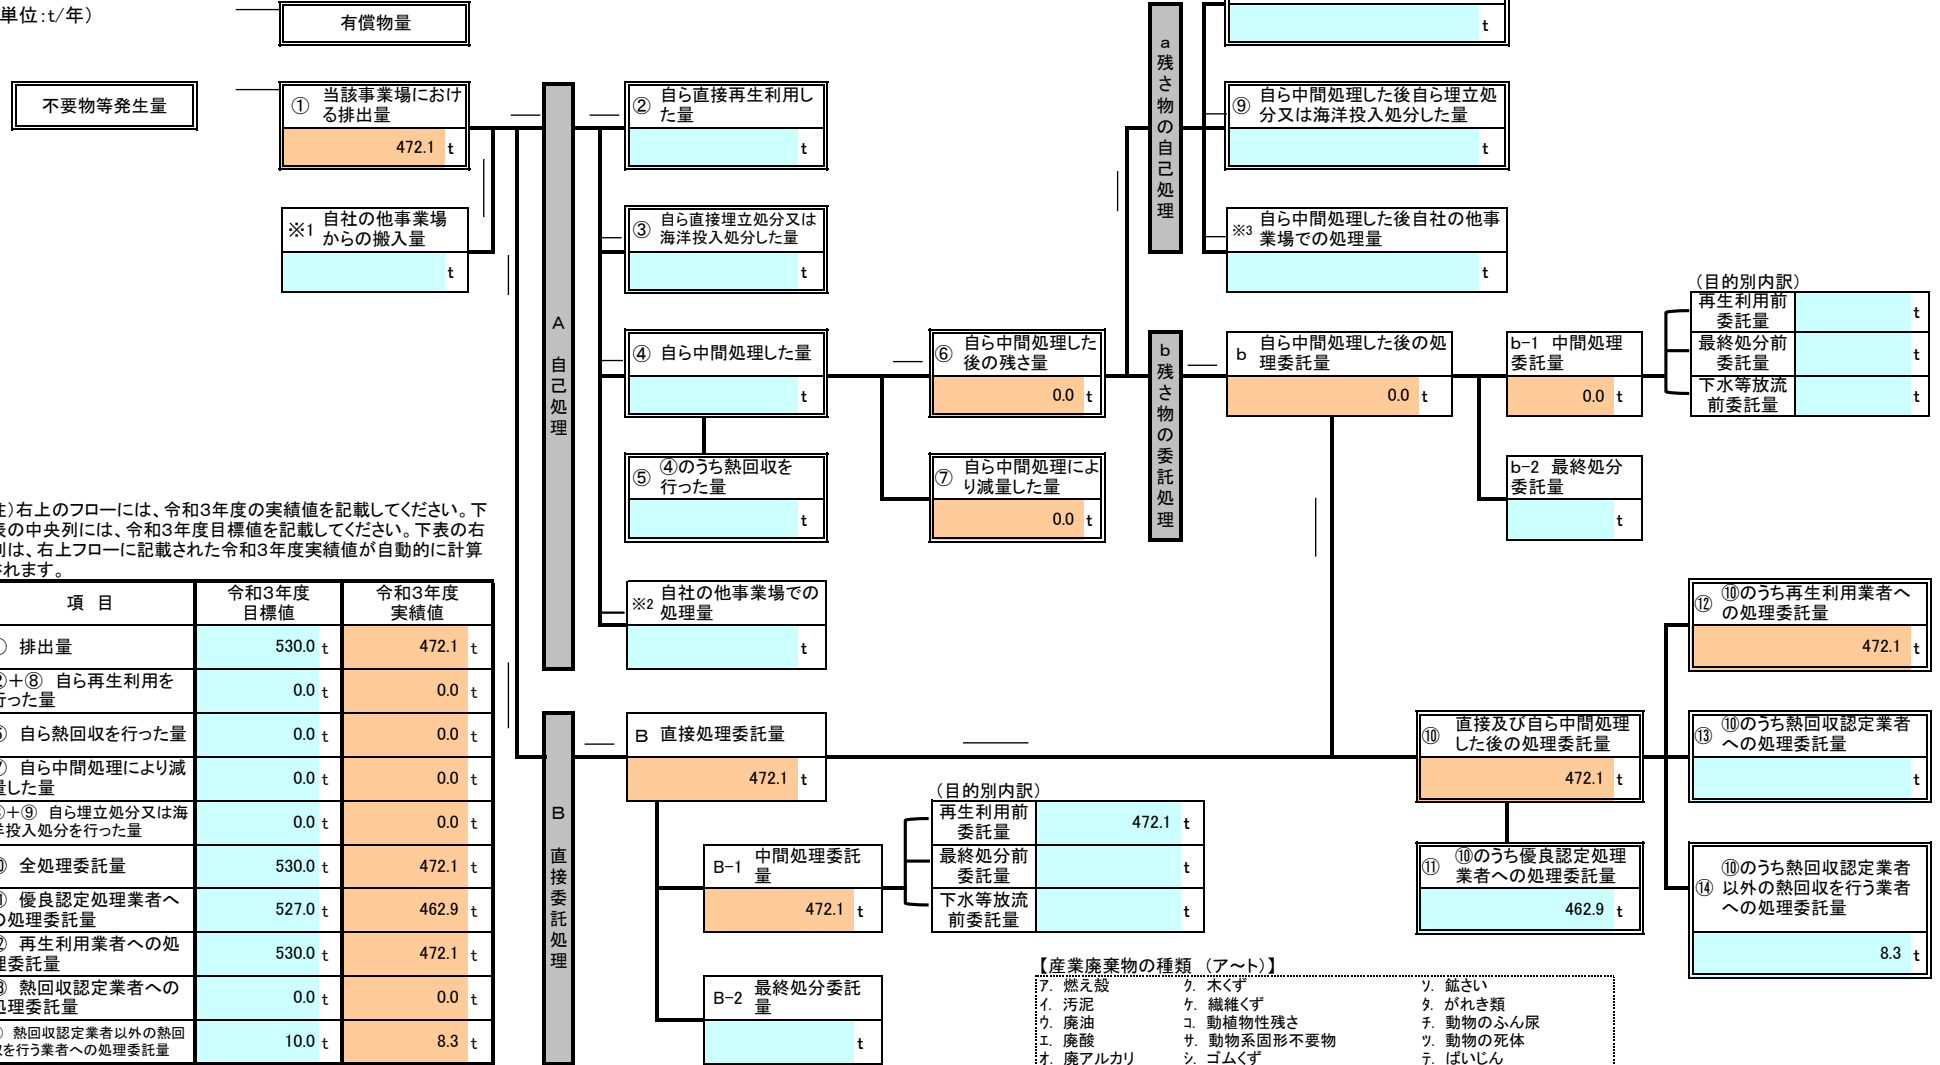 単位:t/年)
有償物量
t
不要物等発生量
① 当該事業場におけ
る排出量
472.1 t
※1 自社の他事業場
からの搬入量
t
A
自己処理
② 自ら直接再生利用し
た量
t
③ 自ら直接埋立処分又は
海洋投入処分した量
t
④ 自ら中間処理した量
t
⑤ ④のうち熱回収を
行った量
t
※2 自社の他事業場での
処理量
t
⑥ 自ら中間処理した
後の残さ量
0.0 t
⑦ 自ら中間処理によ
り減量した量
0.0 t
a
残さ物の自己処理
⑨ 自ら中間処理した後自ら埋立処
分又は海洋投入処分した量
t
※3 自ら中間処理した後自社の他事
業場での処理量
t
b
残さ物の委託処理
b 自ら中間処理した後の処
理委託量
0.0 t
b-1 中間処理
委託量
0.0 t
b-2 最終処分
委託量
t
(目的別内訳)
再生利用前
委託量
t
最終処分前
委託量
t
下水等放流
前委託量
t
注)右上のフローには、令和3年度の実績値を記載してください。下
表の中央列には、令和3年度目標値を記載してください。下表の右
列は、右上フローに記載された令和3年度実績値が自動的に計算
されます。
項 目 令和3年度 目標値 令和3年度 実績値
排出量 530.0 t 472.1 t
②+⑧ 自ら再生利用を
行った量 0.0 t 0.0 t
自ら熱回収を行った量 0.0 t 0.0 t
⑦ 自ら中間処理により減
量した量 0.0 t 0.0 t
+⑨ 自ら埋立処分又は海
洋投入処分を行った量 0.0 t 0.0 t
全処理委託量 530.0 t 472.1 t
優良認定処理業者へ
の処理委託量 527.0 t 462.9 t
再生利用業者への処
理委託量 530.0 t 472.1 t
熱回収認定業者への
処理委託量 0.0 t 0.0 t
熱回収認定業者以外の熱回
収を行う業者への処理委託量 10.0 t 8.3 t
B
直接委託処理
B 直接処理委託量
472.1 t
B-1 中間処理委託
量
472.1 t
B-2 最終処分委託
量
t
(目的別内訳)
再生利用前
委託量
472.1 t
最終処分前
委託量
t
下水等放流
前委託量
t
⑩ 直接及び自ら中間処理
した後の処理委託量
472.1 t
⑪ ⑩のうち優良認定処理
業者への処理委託量
462.9 t
⑫ ⑩のうち再生利用業者へ
の処理委託量
472.1 t
⑬ ⑩のうち熱回収認定業者
への処理委託量
t
⑭ ⑩のうち熱回収認定業者
以外の熱回収を行う業者
への処理委託量
8.3 t
【産業廃棄物の種類 (ア~ト)】
ア. 燃え殻 ク. 木くず ソ. 鉱さい
イ. 汚泥 ケ. 繊維くず タ. がれき類
ウ. 廃油 コ. 動植物性残さ チ. 動物のふん尿
エ. 廃酸 サ. 動物系固形不要物 ツ. 動物の死体
オ. 廃アルカリ シ. ゴムくず テ. ばいじん